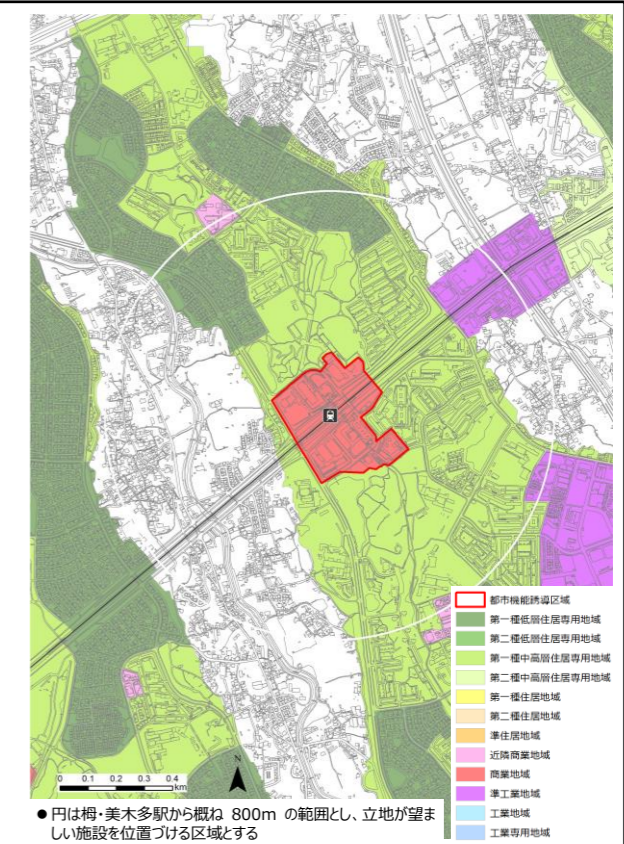 都市機能誘導区域
第一種低層住居専用地域
第二種低層住居専用地域
第一種中高層住居専用地域
第二種中高層住居専用地域
第一種住居地域
第二種住居地域
準住居地域
近隣商業地域
商業地域
準工業地域
工業地域
工業専用地域
N
0 0.1 0.2 0.3 0.4
km
●円は栂・美木多駅から概ね 800m の範囲とし、立地が望ま
しい施設を位置づける区域とする